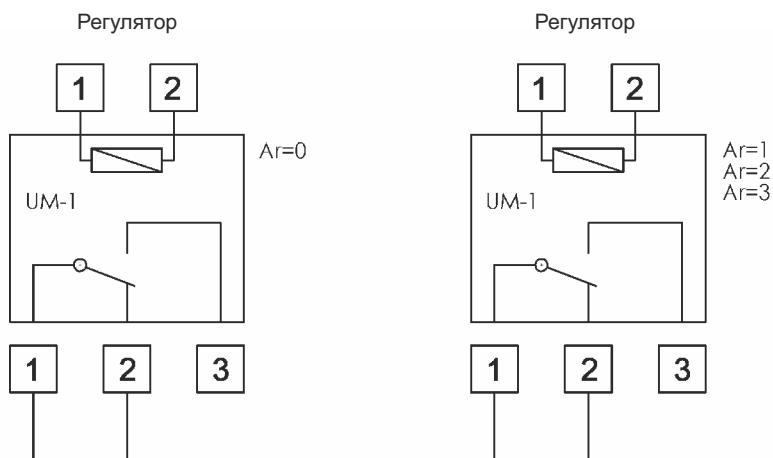 Регулятор
1 2
Ar=0
UM-1
1 2 3
Регулятор
1 2
Ar=1
Ar=2
Ar=3
UM-1
1 2 3